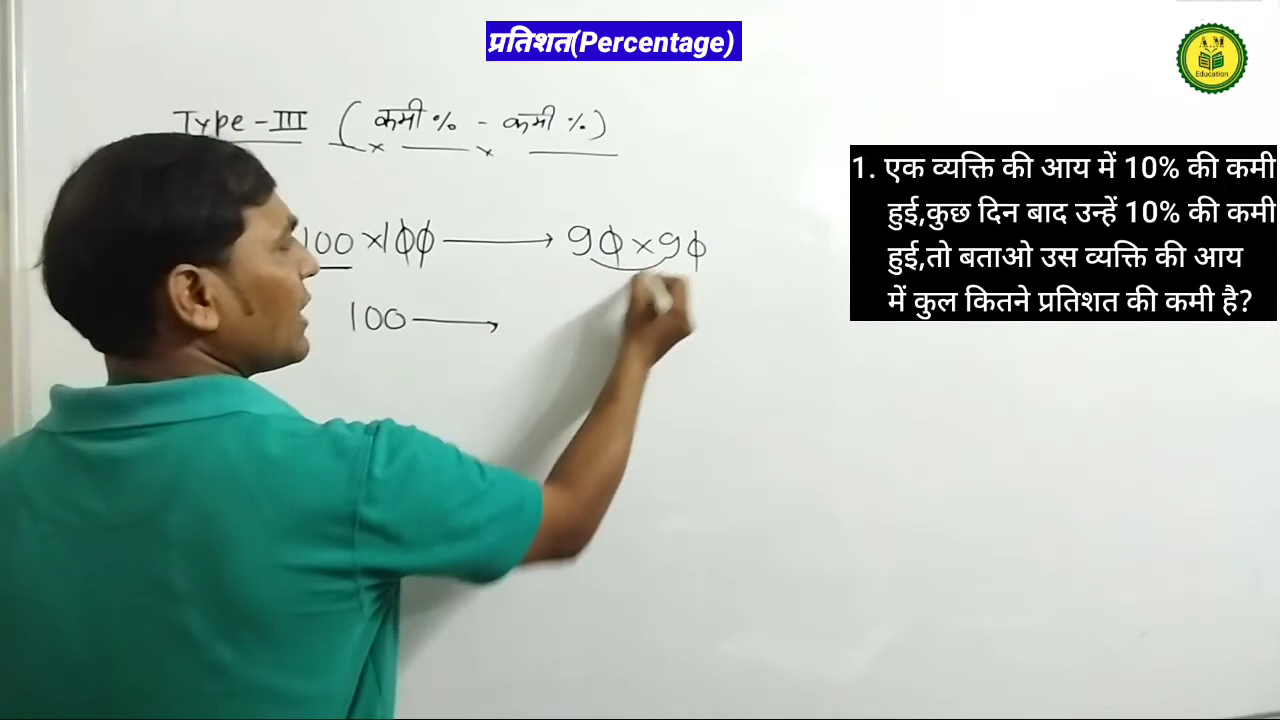 प्रतिशत(Percentage)
A M
Education
Type-III (कमी % - कमी %)
100 × 100 → 90 × 90
100 →
1. एक व्यक्ति की आय में 10% की कमी
हुई,कुछ दिन बाद उन्हें 10% की कमी
हुई,तो बताओ उस व्यक्ति की आय
में कुल कितने प्रतिशत की कमी है?